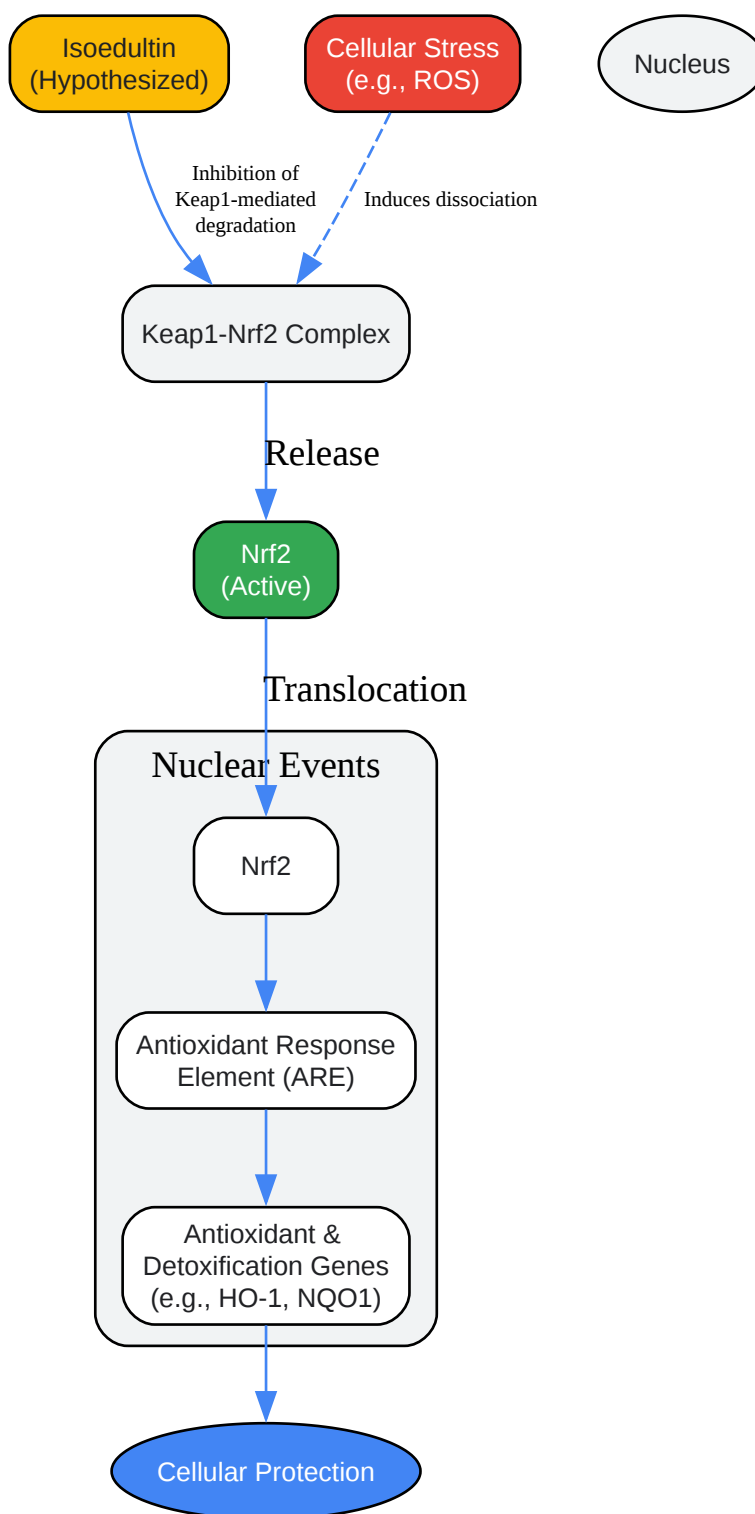 Isoedultin
(Hypothesized)
Cellular Stress
(e.g., ROS)
Nucleus
Inhibition of
Keap1-mediated
degradation
Induces dissociation
Keap1-Nrf2 Complex
Release
Nrf2
(Active)
Translocation
Nuclear Events
Nrf2
Antioxidant Response
Element (ARE)
Antioxidant &
Detoxification Genes
(e.g., HO-1, NQO1)
Cellular Protection